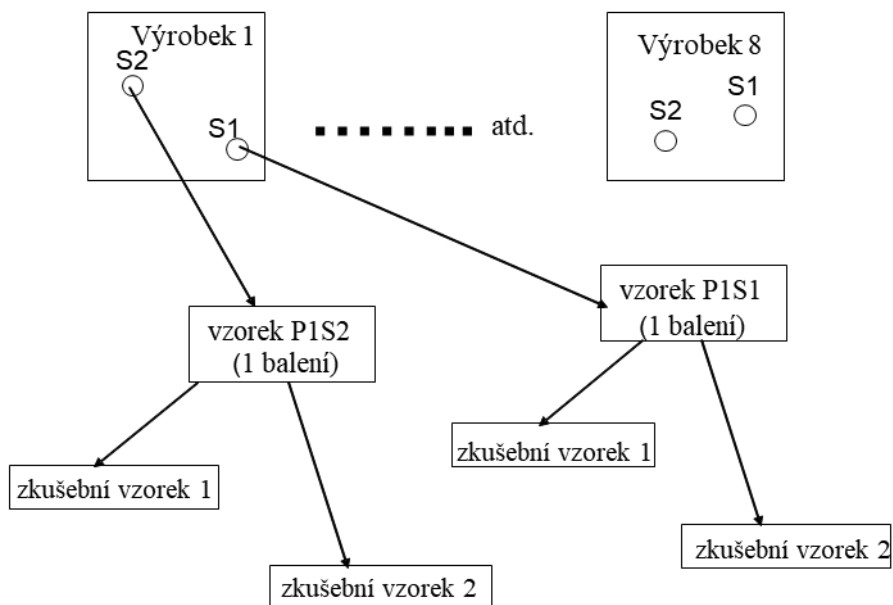 Výrobek 1
S2
S1
atd.
Výrobek 8
S1
S2
vzorek P1S2
(1 balení)
vzorek P1S1
(1 balení)
zkušební vzorek 1
zkušební vzorek 2
zkušební vzorek 1
zkušební vzorek 2